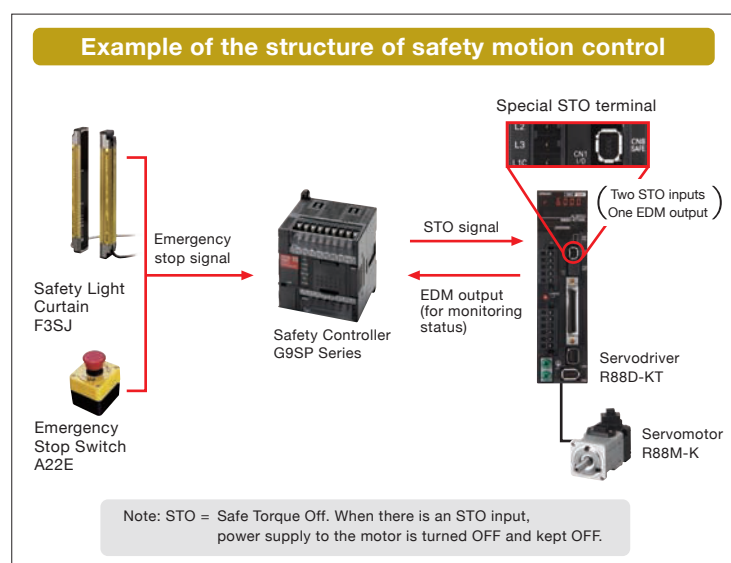 Example of the structure of safety motion control
Special STO terminal
L2
L3
L1C
CN1
I/O
CN8
SAFE
(Two STO inputs
One EDM output)
Emergency
stop signal
STO signal
EDM output
(for monitoring
status)
Safety Light
Curtain
F3SJ
Safety Controller
G9SP Series
Servodriver
R88D-KT
Emergency
Stop Switch
A22E
Servomotor
R88M-K
Note: STO = Safe Torque Off. When there is an STO input,
power supply to the motor is turned OFF and kept OFF.